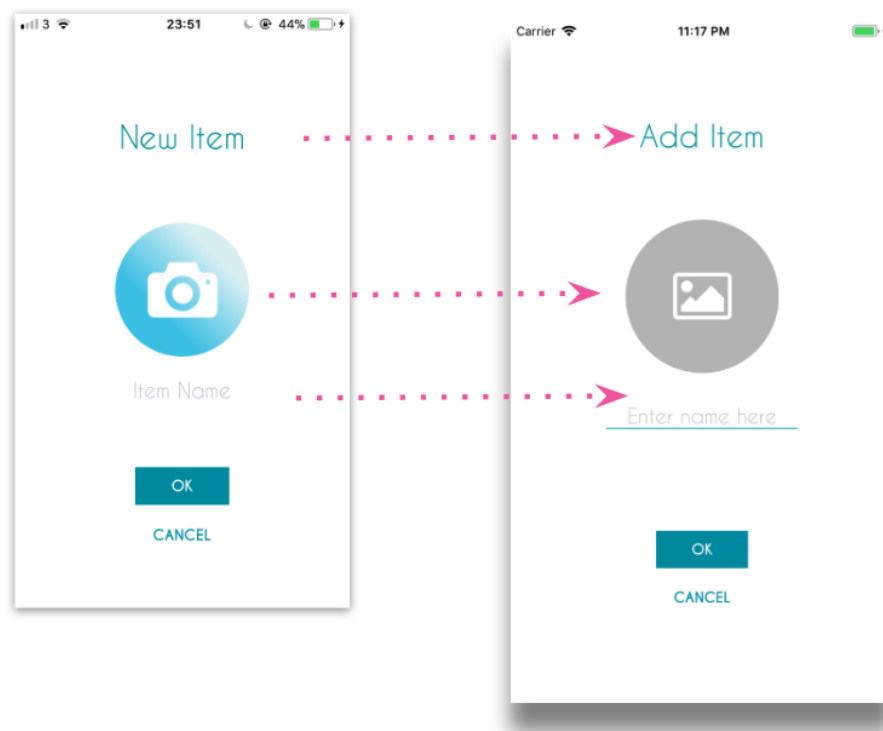 3 23:51 44%
New Item
Item Name
OK
CANCEL
Carrier 11:17 PM
Add Item
Enter name here
OK
CANCEL